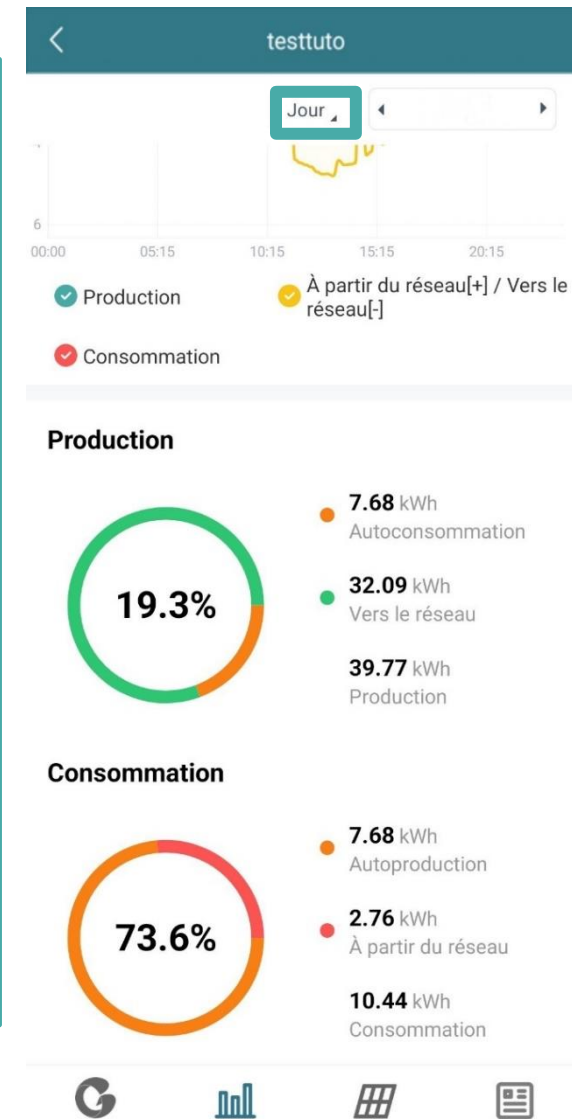 testtuto
Jour
6
00:00 05:15 10:15 15:15 20:15
Production
À partir du réseau[+] / Vers le
réseau[-]
Consommation
Production
19.3%
7.68 kWh
Autoconsommation
32.09 kWh
Vers le réseau
39.77 kWh
Production
Consommation
73.6%
7.68 kWh
Autoproduction
2.76 kWh
À partir du réseau
10.44 kWh
Consommation